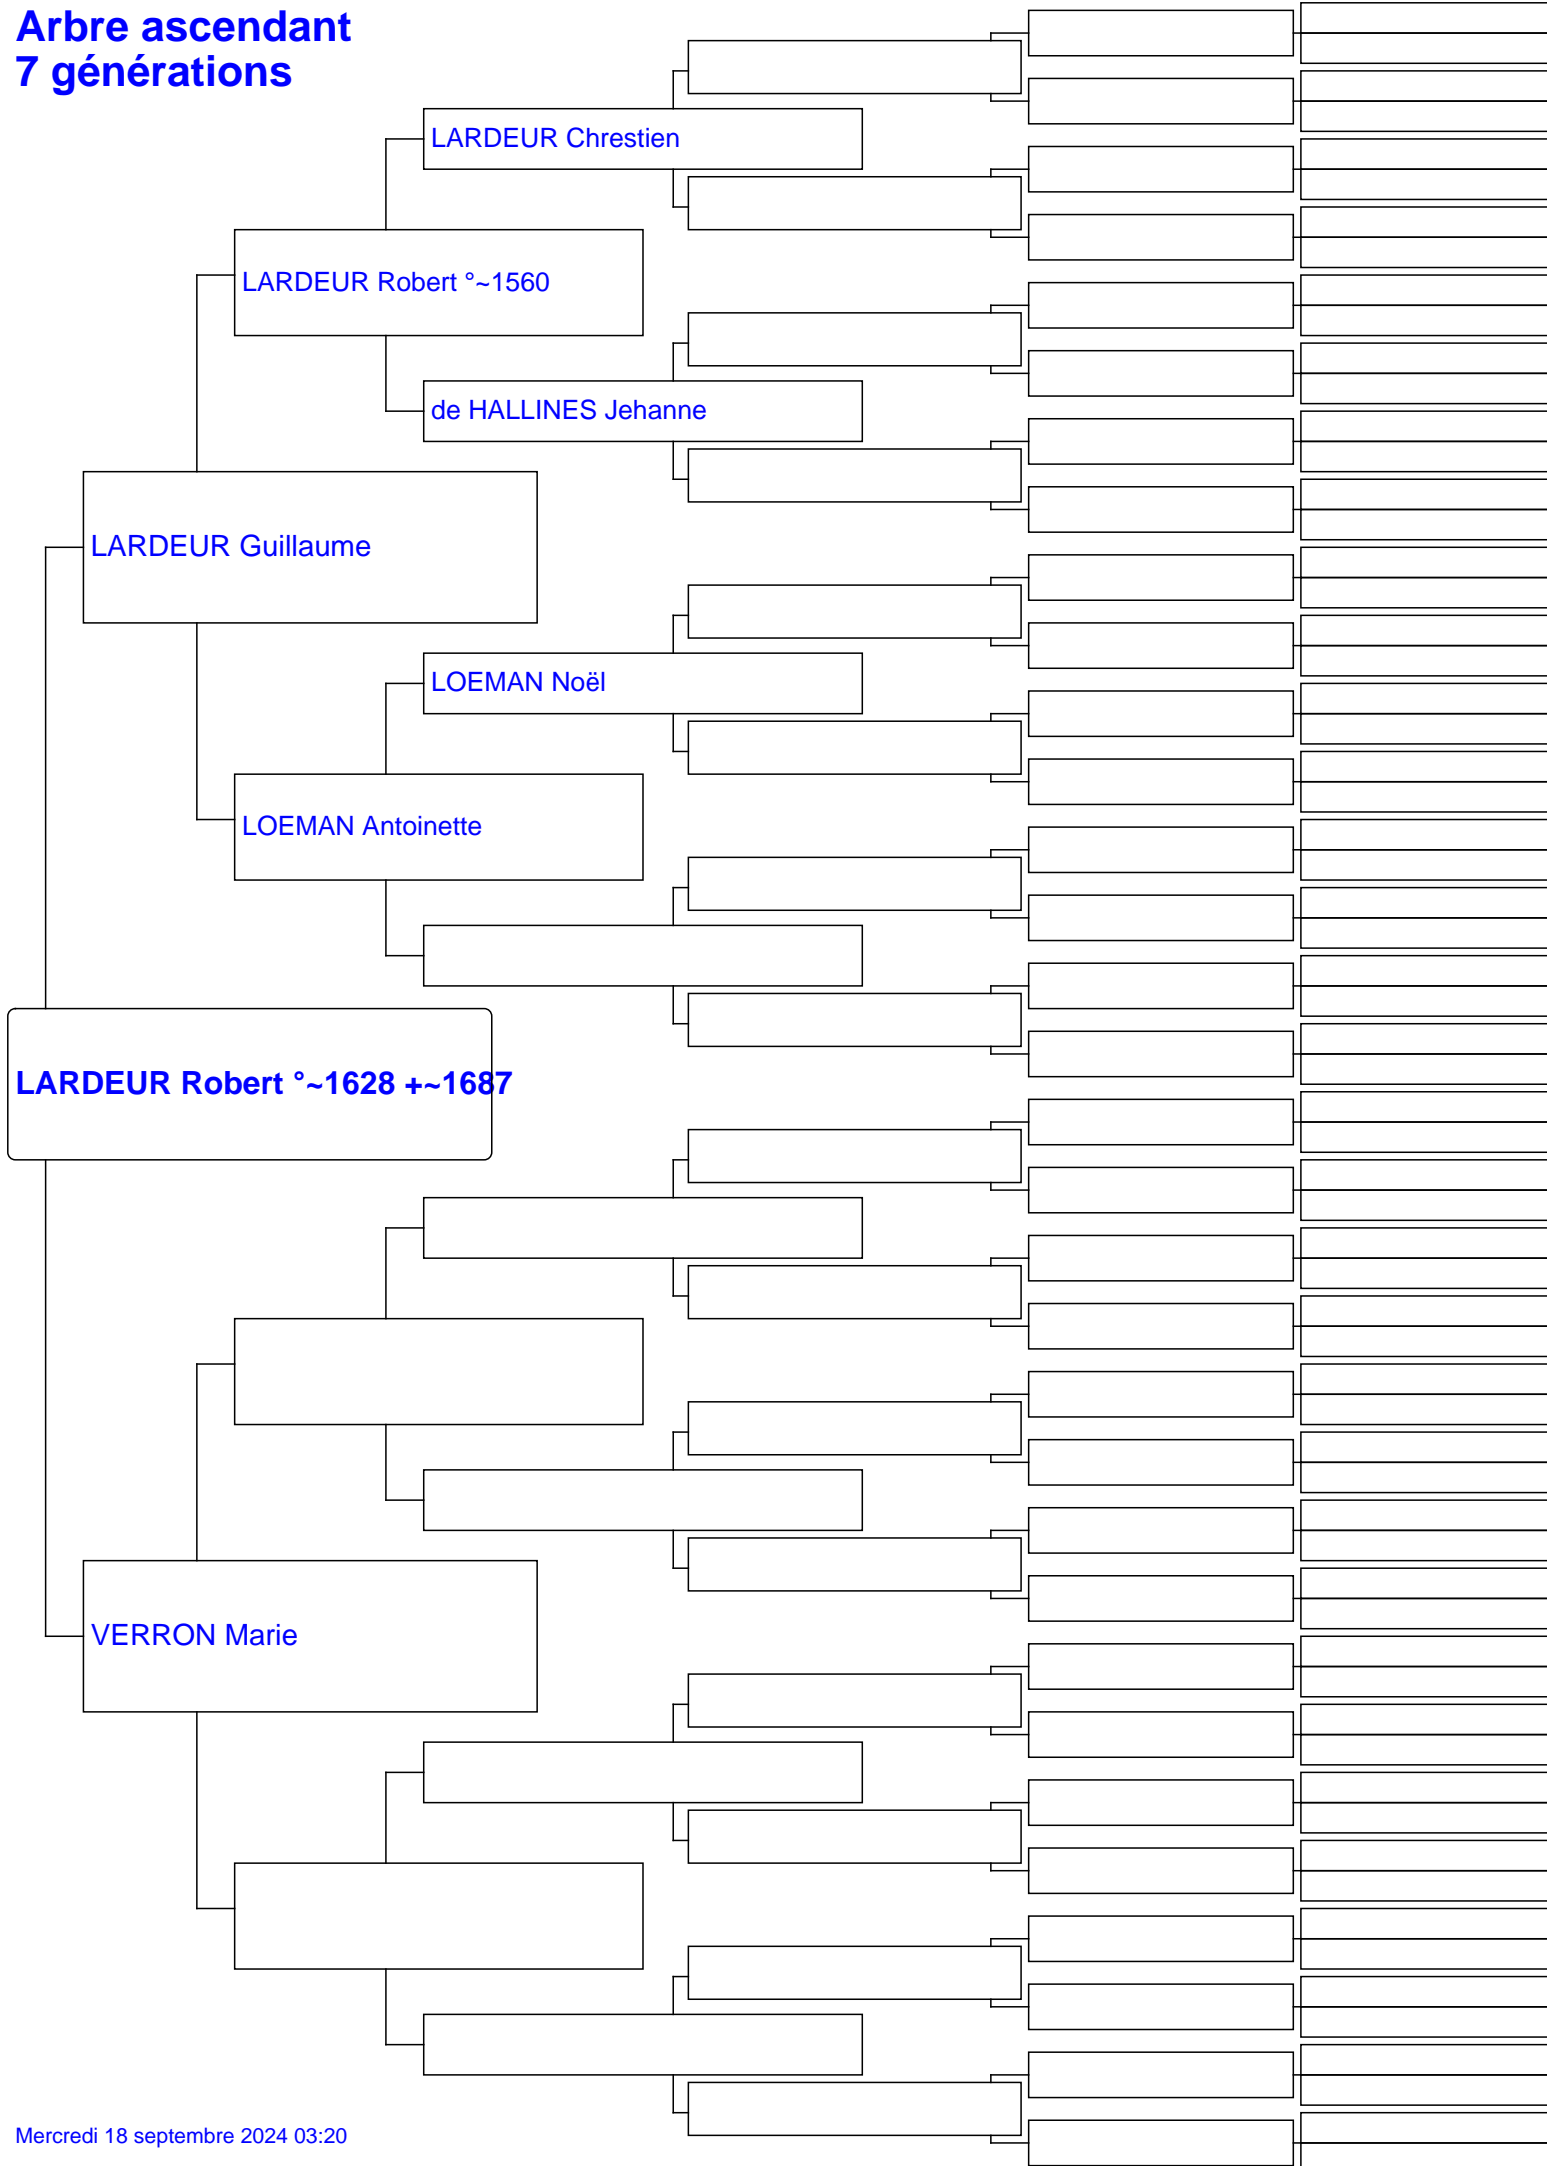 Arbre ascendant
7 générations
LARDEUR Chrestien
LARDEUR Robert °~1560
de HALLINES Jehanne
LARDEUR Guillaume
LOEMAN Noël
LOEMAN Antoinette
LARDEUR Robert °~1628 +~1687
VERRON Marie
Mercredi 18 septembre 2024 03:20